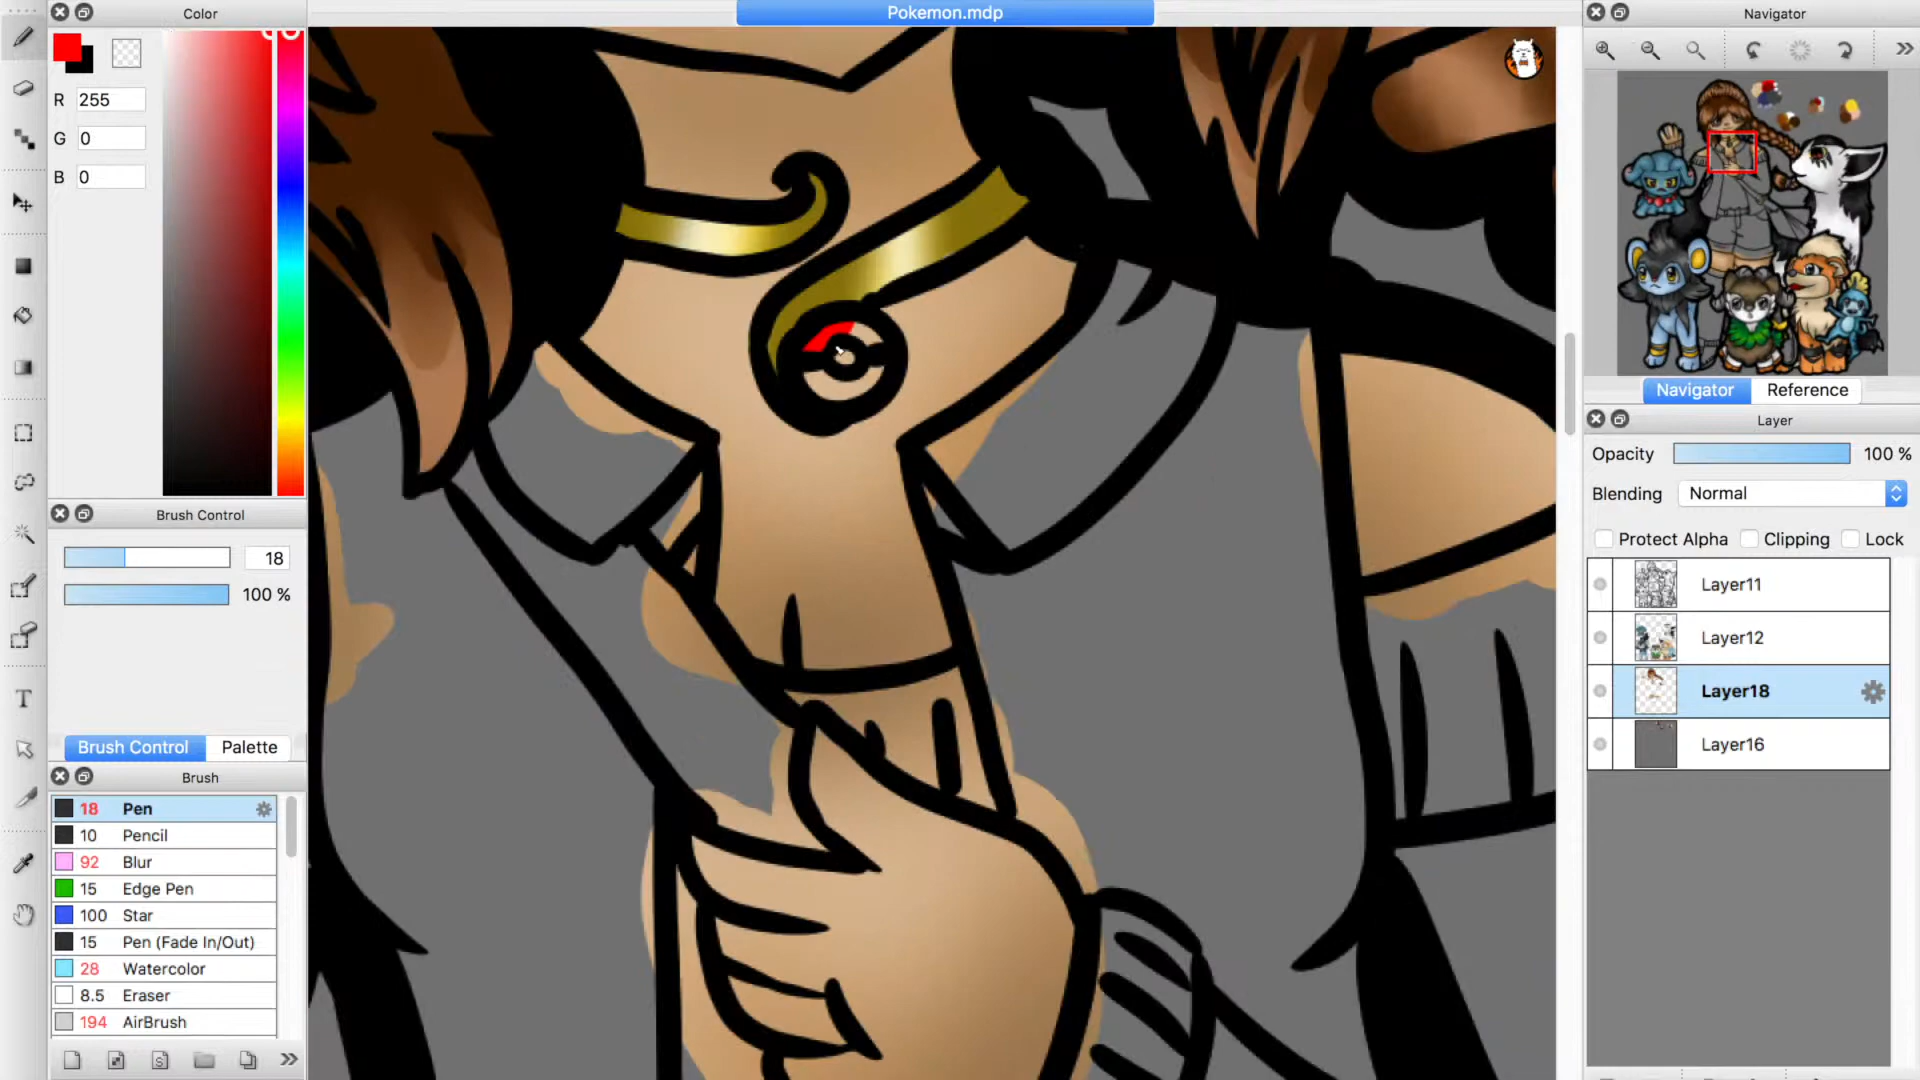 Color
R 255
G 0
B 0
Brush Control
18
100 %
Brush Control Palette
Brush
18 Pen
10 Pencil
92 Blur
15 Edge Pen
100 Star
15 Pen (Fade In/Out)
28 Watercolor
8.5 Eraser
194 AirBrush
T
S
Pokemon.mdp
Navigator
Navigator Reference
Layer
Opacity 100 %
Blending Normal
Protect Alpha Clipping Lock
Layer11
Layer12
Layer18
Layer16